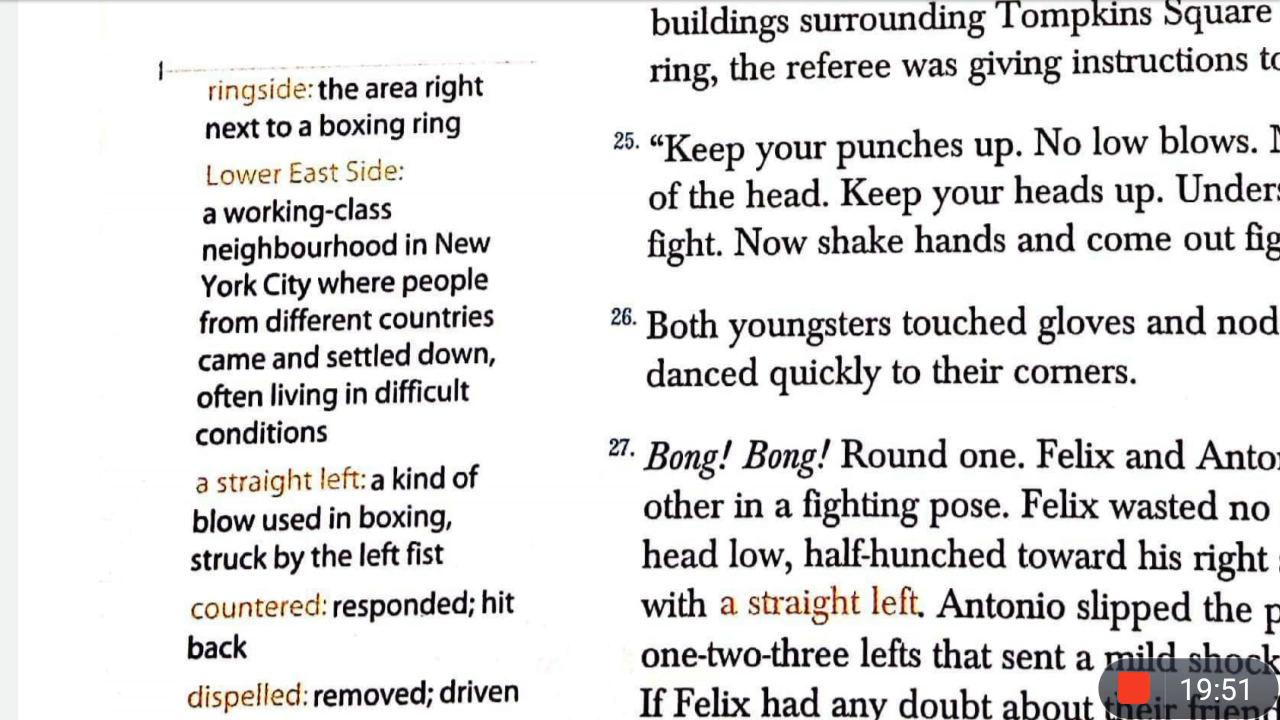 ringside: the area right
next to a boxing ring
Lower East Side:
a working-class
neighbourhood in New
York City where people
from different countries
came and settled down,
often living in difficult
conditions
a straight left: a kind of
blow used in boxing,
struck by the left fist
countered: responded; hit
back
dispelled: removed; driven
buildings surrounding Tompkins Square
ring, the referee was giving instructions
25. “Keep your punches up. No low blows.
of the head. Keep your heads up.
fight. Now shake hands and come out
26. Both youngsters touched gloves and
danced quickly to their corners.
27. Bong! Bong! Round one. Felix and
other in a fighting pose. Felix wasted no
head low, half-hunched toward his right
with a straight left. Antonio slipped the
one-two-three lefts that sent a mild shock
If Felix had any doubt about their
19:51